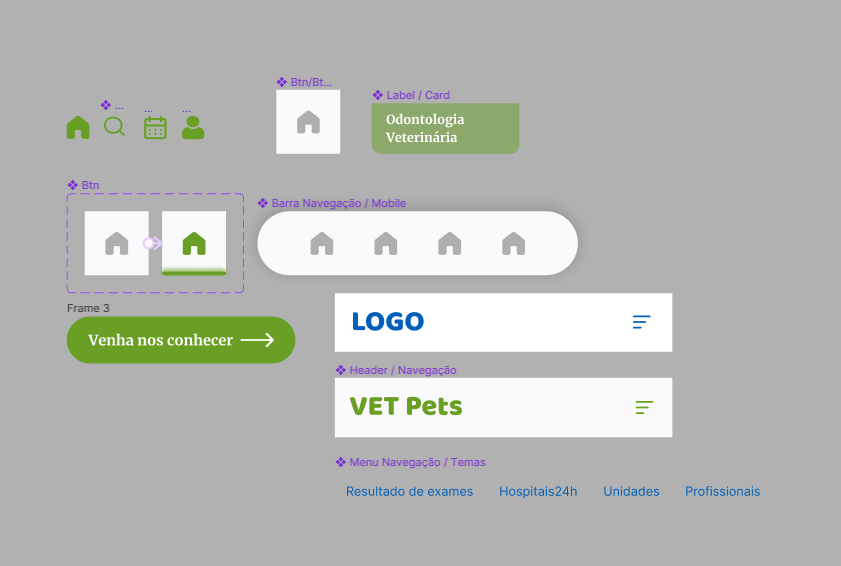 ...
...
...
Btn/Bt...
Label / Card
Odontologia
Veterinária
Btn
Barra Navegação / Mobile
Frame 3
Venha nos conhecer
LOGO
Header / Navegação
VET Pets
Menu Navegação / Temas
Resultado de exames Hospitais24h Unidades Profissionais